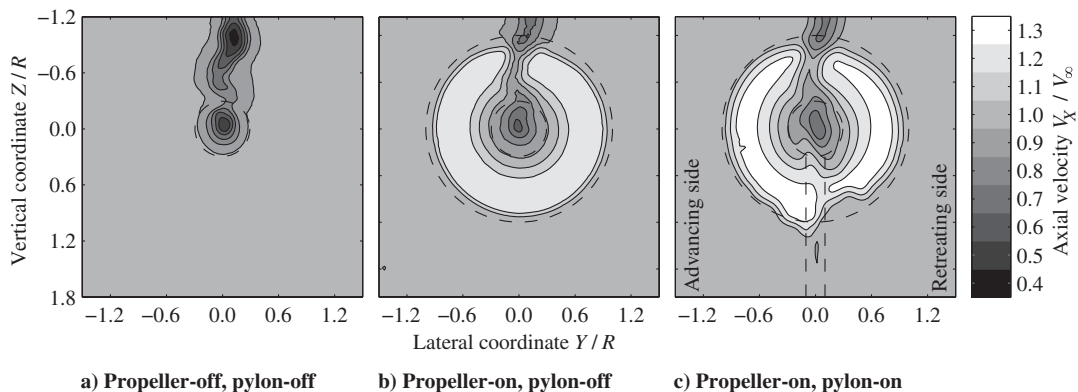 -1.2
-0.6
0.0
0.6
1.2
1.8
Vertical coordinate Z / R
−1.2 −0.6 0.0 0.6 1.2
−1.2 −0.6 0.0 0.6 1.2
−1.2 −0.6 0.0 0.6 1.2
Lateral coordinate Y / R
Advancing side
Retreating side
1.3
1.2
1.1
1.0
0.9
0.8
0.7
0.6
0.5
0.4
Axial velocity V_X / V_∞
a) Propeller-off, pylon-off
b) Propeller-on, pylon-off
c) Propeller-on, pylon-on